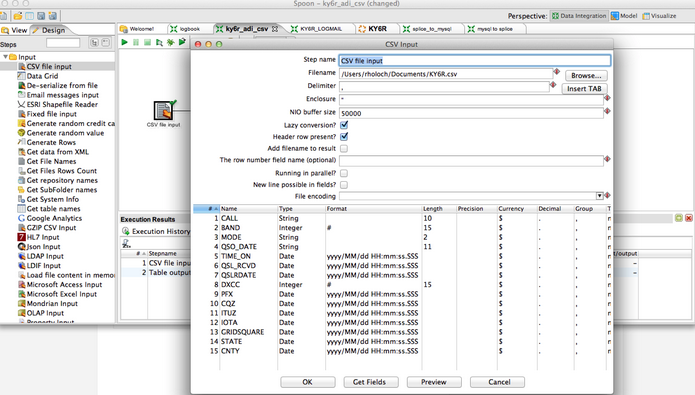 Spoon - ky6r_adi_csv (changed)
Perspective: Data Integration Model Visualize
View Design
Welcome! logbook ky6r_adi_csv KY6R_LOGMAIL KY6R splice_to_mysql mysql to splice
Steps
Input
CSV file input
Data Grid
De-serialize from file
Email messages input
ESRI Shapefile Reader
Fixed file input
Generate random credit ca
Generate random value
Generate Rows
Get data from XML
Get File Names
Get Files Rows Count
Get repository names
Get SubFolder names
Get System Info
Get table names
Google Analytics
GZIP CSV Input
HL7 Input
Json Input
LDAP Input
LDIF Input
Load file content in memo
Microsoft Access Input
Microsoft Excel Input
Mondrian Input
OLAP Input
Property Input
CSV file input
Execution Results
Execution History
# Stepname
1 CSV file inpu
2 Table output
/output
-
-
CSV Input
Step name CSV file input
Filename /Users/rholoch/Documents/KY6R.csv Browse...
Delimiter , Insert TAB
Enclosure "
NIO buffer size 50000
Lazy conversion?
Header row present?
Add filename to result
The row number field name (optional)
Running in parallel?
New line possible in fields?
File encoding
# Name Type Format Length Precision Currency Decimal Group T
1 CALL String 10 $ . ,
2 BAND Integer # 15 $ . ,
3 MODE String 2 $ . ,
4 QSO_DATE String 11 $ . ,
5 TIME_ON Date yyyy/MM/dd HH:mm:ss.SSS $ . ,
6 QSL_RCVD Date yyyy/MM/dd HH:mm:ss.SSS $ . ,
7 QSLRDATE Date yyyy/MM/dd HH:mm:ss.SSS $ . ,
8 DXCC Integer # 15 $ . ,
9 PFX Date yyyy/MM/dd HH:mm:ss.SSS $ . ,
10 CQZ Date yyyy/MM/dd HH:mm:ss.SSS $ . ,
11 ITUZ Date yyyy/MM/dd HH:mm:ss.SSS $ . ,
12 IOTA Date yyyy/MM/dd HH:mm:ss.SSS $ . ,
13 GRIDSQUARE Date yyyy/MM/dd HH:mm:ss.SSS $ . ,
14 STATE Date yyyy/MM/dd HH:mm:ss.SSS $ . ,
15 CNTY Date yyyy/MM/dd HH:mm:ss.SSS $ . ,
OK Get Fields Preview Cancel